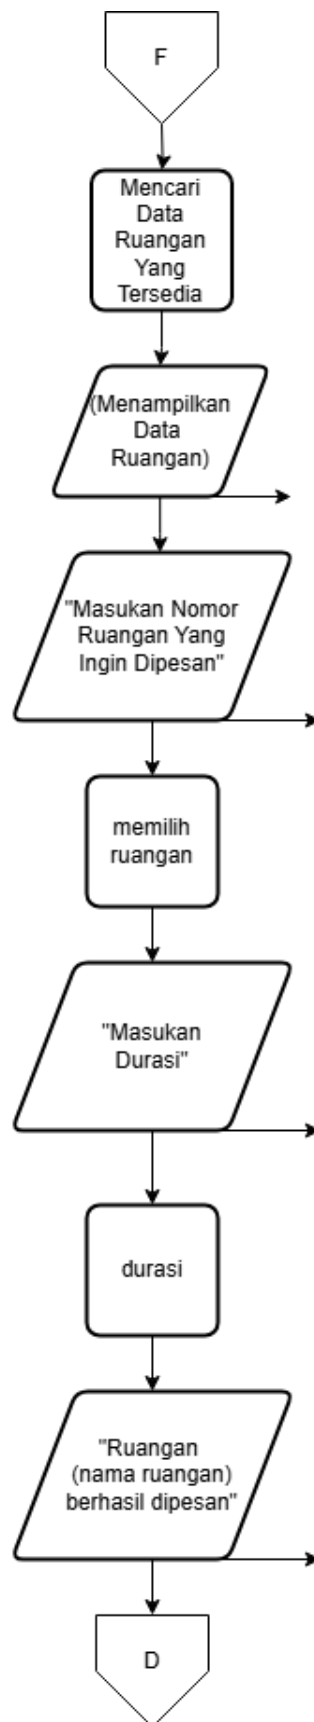 F
Mencari
Data
Ruangan
Yang
Tersedia
(Menampilkan
Data
Ruangan)
"Masukan Nomor
Ruangan Yang
Ingin Dipesan"
memilih
ruangan
"Masukan
Durasi"
durasi
"Ruangan
(nama ruangan)
berhasil dipesan"
D